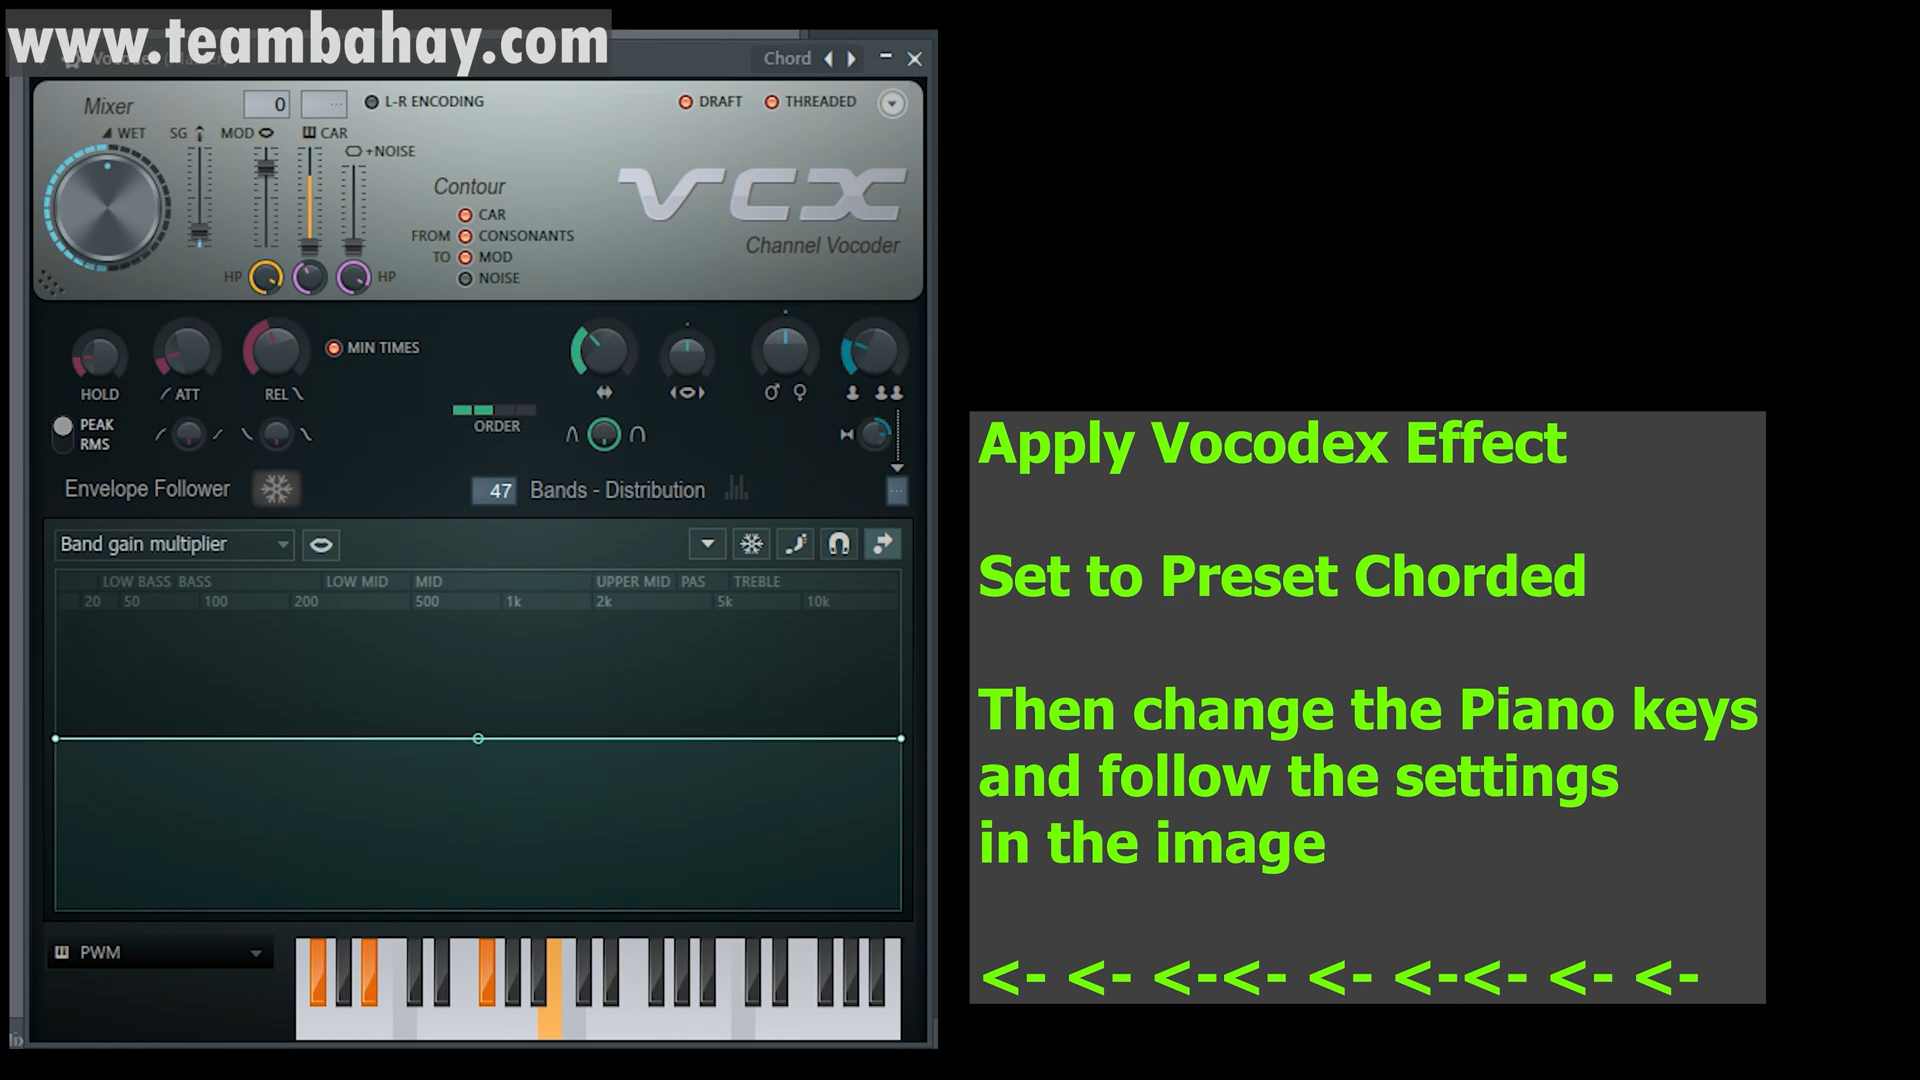 www.teambahay.com
Chord
Mixer
0
L-R ENCODING
DRAFT
THREADED
WET
SG
MOD
CAR
+NOISE
Contour
CAR
FROM
CONSONANTS
TO
MOD
NOISE
HP
HP
VCX
Channel Vocoder
HOLD
ATT
REL
MIN TIMES
PEAK
RMS
ORDER
Envelope Follower
47
Bands - Distribution
Band gain multiplier
LOW BASS BASS LOW MID MID UPPER MID PAS TREBLE
20 50 100 200 500 1k 2k 5k 10k
PWM
Apply Vocodex Effect
Set to Preset Chorded
Then change the Piano keys
and follow the settings
in the image
<- <- <-<- <- <-<- <- <-